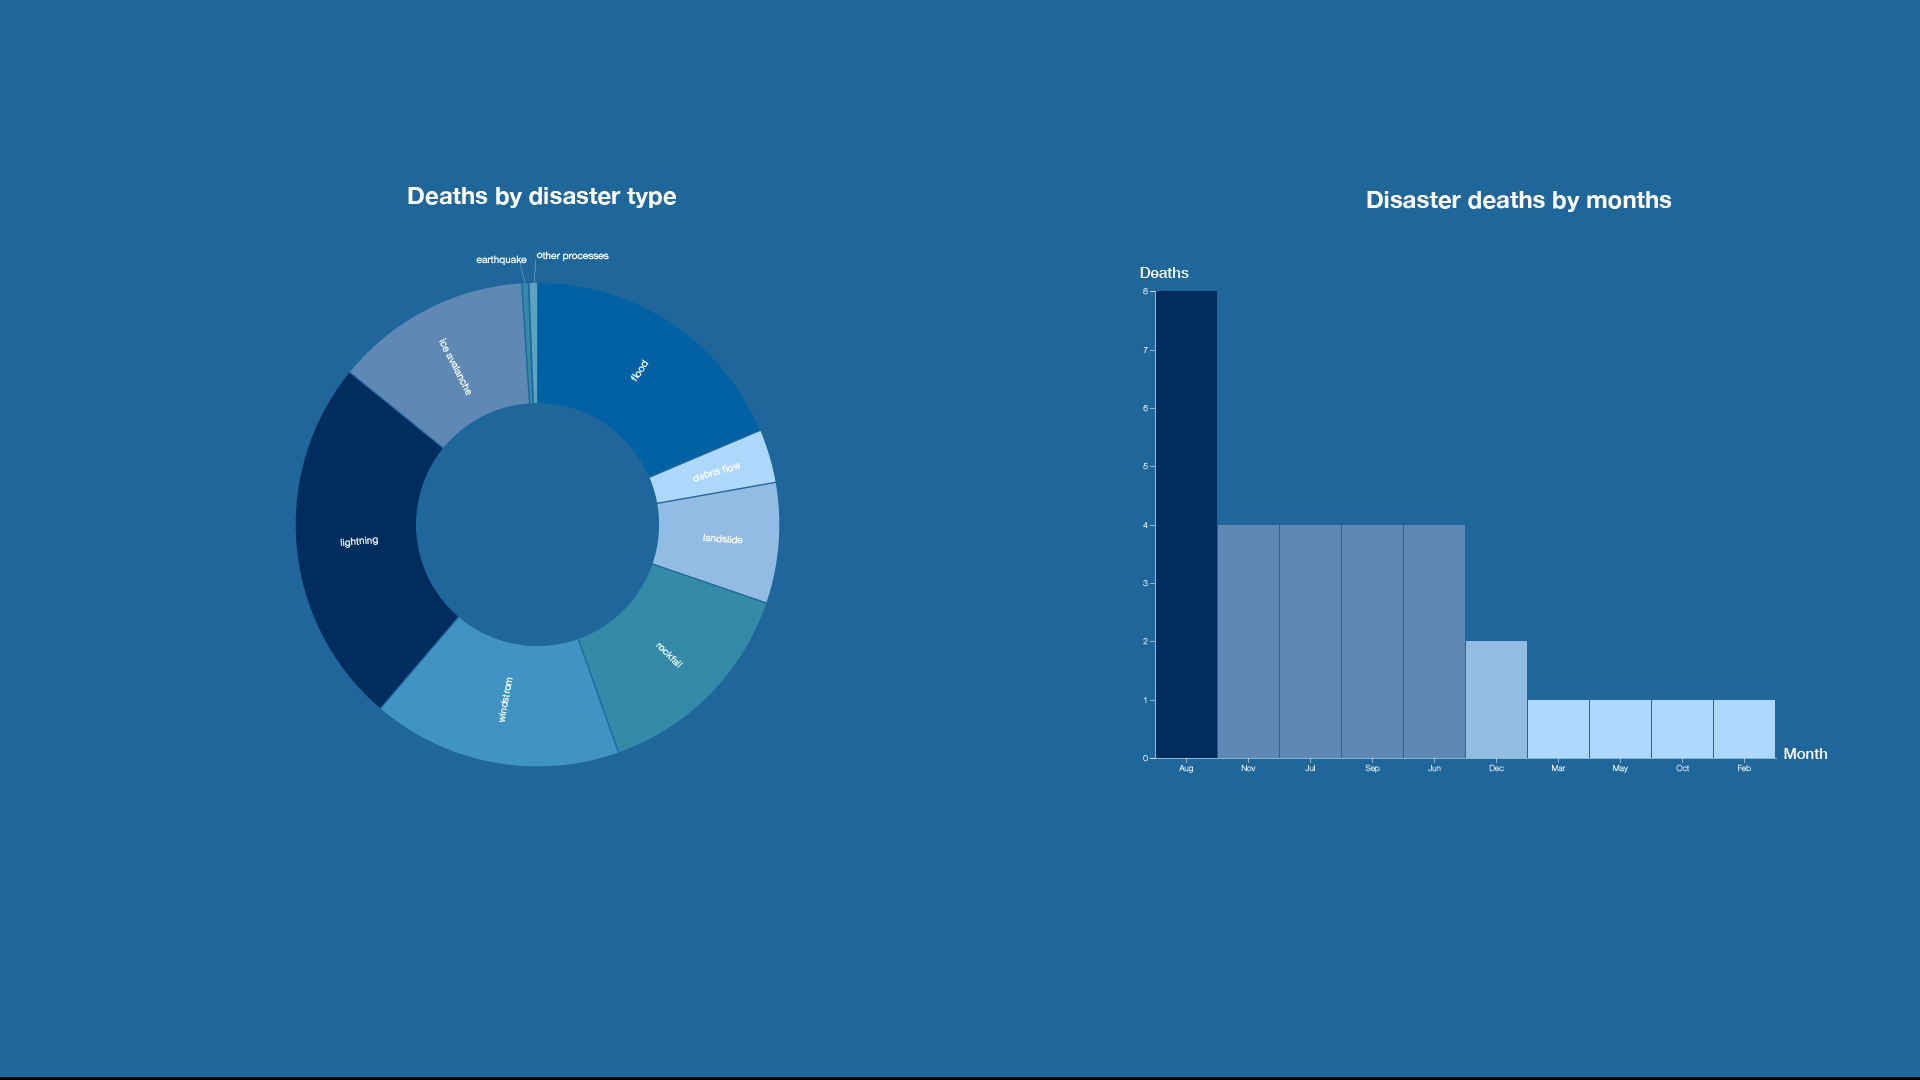 Deaths by disaster type
earthquake
other processes
flood
debris flow
landslide
rockfall
windstrom
lightning
ice avalanche
Disaster deaths by months
Deaths
8
7
6
5
4
3
2
1
0
Aug Nov Jul Sep Jun Dec Mar May Oct Feb
Month